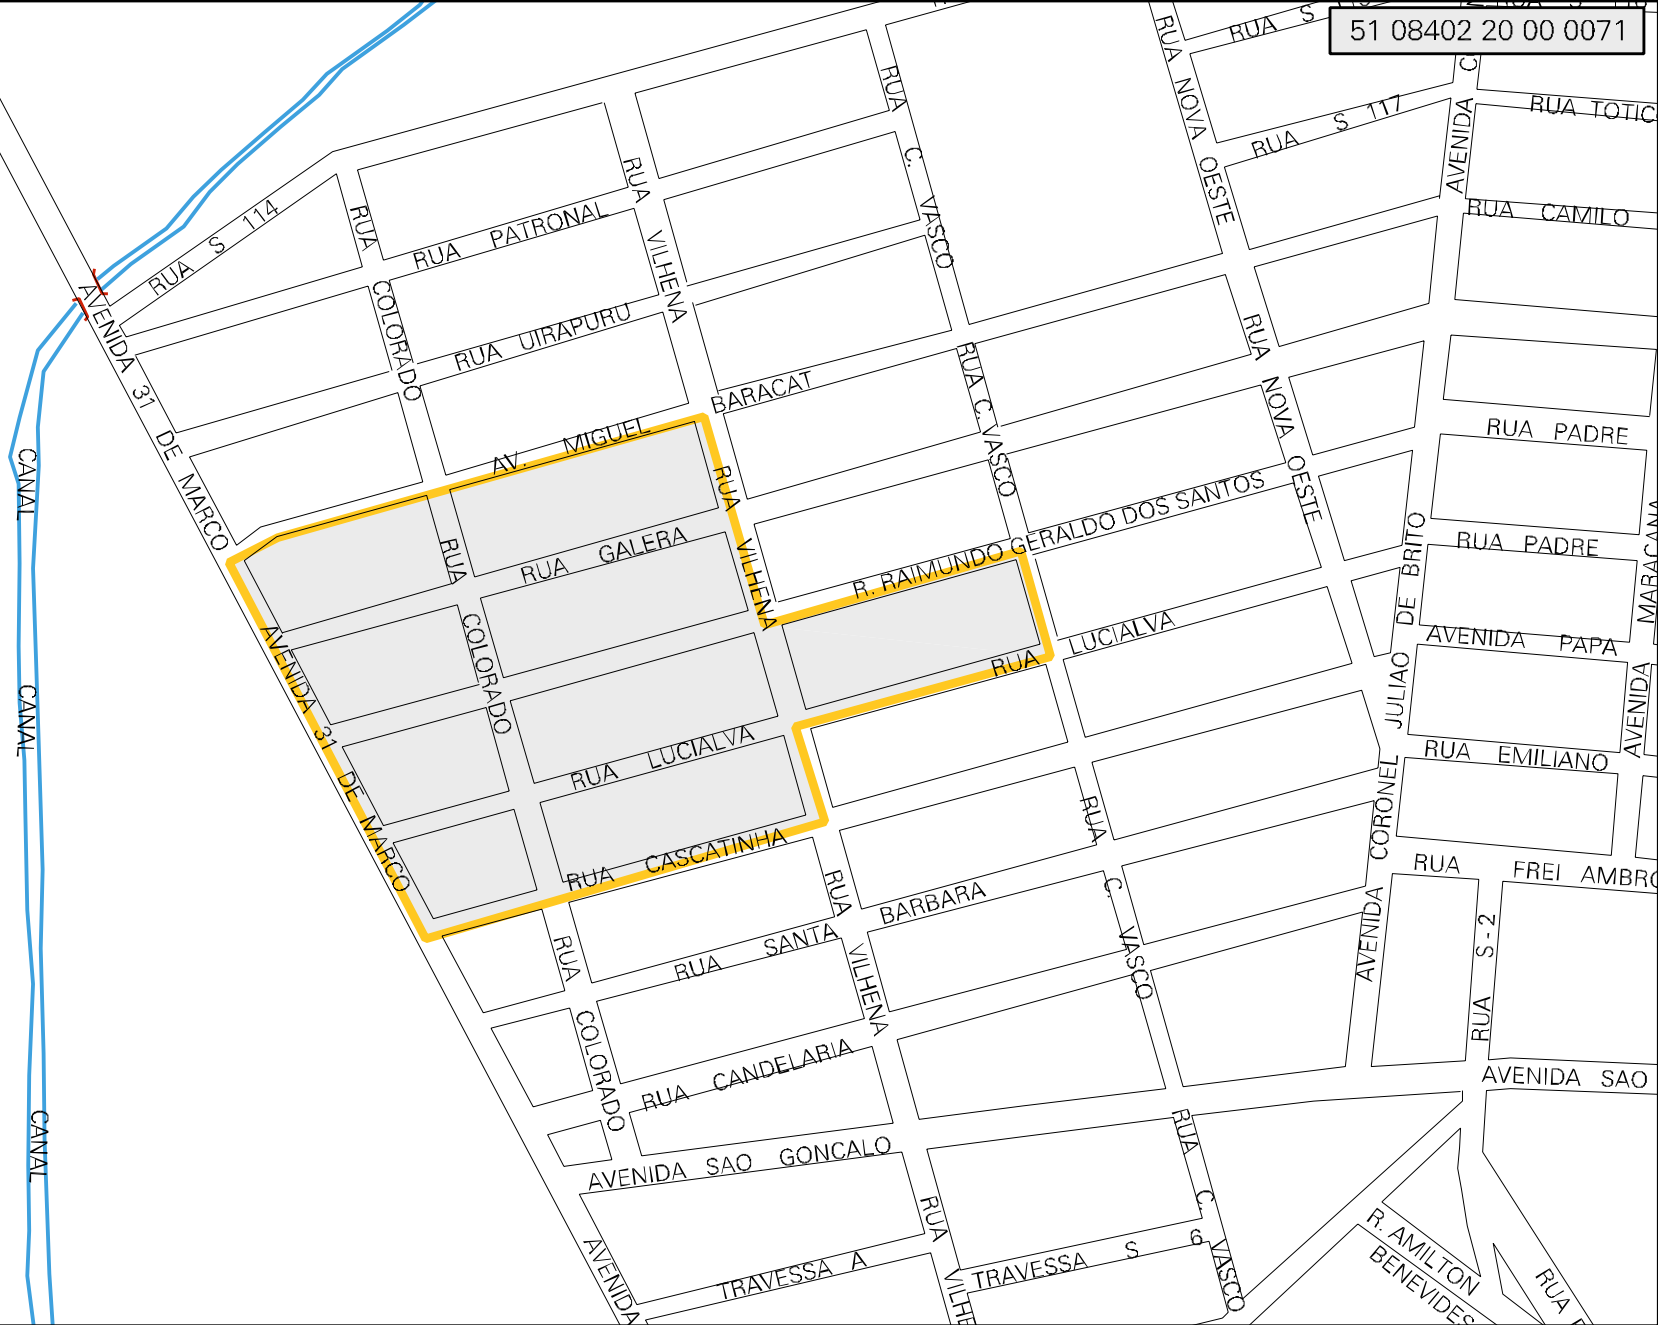 51 08402 20 00 0071
RUA S
RUA TOTIC
RUA S 117
RUA NOVA OESTE
AVENIDA
RUA CAMILO
RUA C. VASCO
RUA VILHENA
RUA S 114
RUA COLORADO
RUA PATRONAL
RUA UIRAPURU
AVENIDA 31 DE MARCO
AV. MIGUEL BARACAT
RUA C. VASCO
RUA NOVA OESTE
RUA PADRE
RUA PADRE
MARACANA
AVENIDA
CANAL
CANAL
CANAL
RUA GALERA
RUA VILHENA
RUA COLORADO
R. RAIMUNDO GERALDO DOS SANTOS
RUA LUCIALVA
AVENIDA PAPA
RUA EMILIANO
AVENIDA CORONEL JULIAO DE BRITO
AVENIDA 31 DE MARCO
RUA LUCIALVA
RUA CASCATINHA
RUA C. VASCO
RUA FREI AMBRO
RUA S - 2
RUA SANTA BARBARA
RUA VILHENA
RUA COLORADO
RUA CANDELARIA
AVENIDA SAO GONCALO
AVENIDA SAO
RUA C. VASCO
RUA VILHE
TRAVESSA A
TRAVESSA S 6
AVENIDA
R. AMILTON
BENEVIDES
RUA